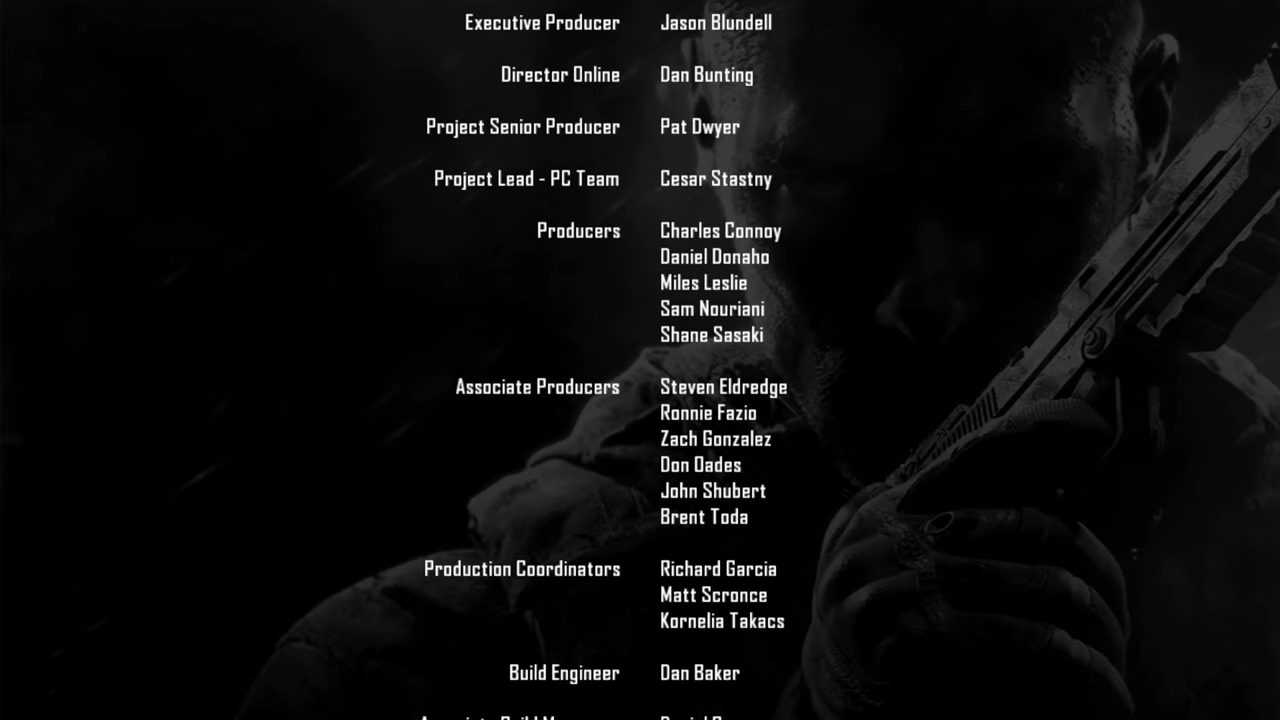 Executive Producer Jason Blundell
Director Online Dan Bunting
Project Senior Producer Pat Dwyer
Project Lead - PC Team Cesar Stastny
Producers Charles Connoy
Daniel Donaho
Miles Leslie
Sam Nouriani
Shane Sasaki
Associate Producers Steven Eldredge
Ronnie Fazio
Zach Gonzalez
Don Oades
John Shubert
Brent Toda
Production Coordinators Richard Garcia
Matt Scronce
Kornelia Takacs
Build Engineer Dan Baker